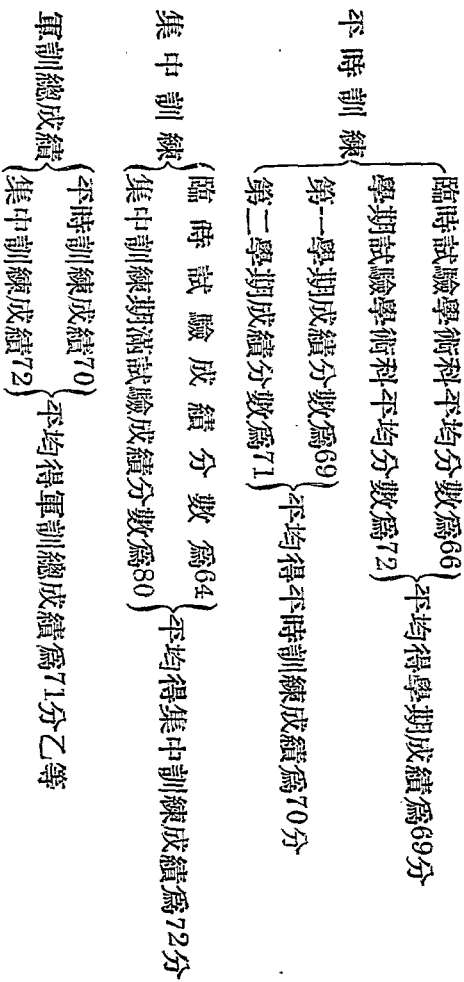 平時訓練
臨時試驗學術科平均分數爲66
學期試驗學術科平均分數爲72
平均得學期成績爲69分
第一學期成績分數爲69
第二學期成績分數爲71
平均得平時訓練成績爲70分
集中訓練
臨時試驗成績分數爲64
集中訓練期滿試驗成績分數爲80
平均得集中訓練成績爲72分
軍訓總成績
平時訓練成績70
集中訓練成績72
平均得軍訓總成績爲71分乙等